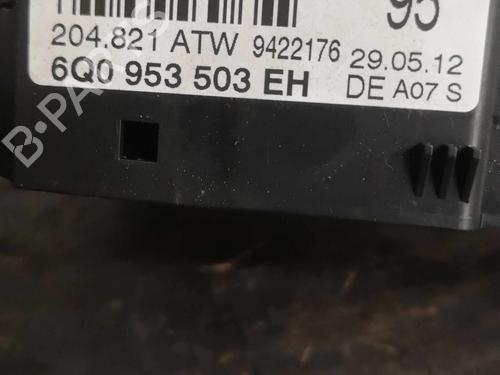 95
204.821 ATW 9422176 29.05.12
6Q0 953 503 EH DE A07 S
B-PARTS